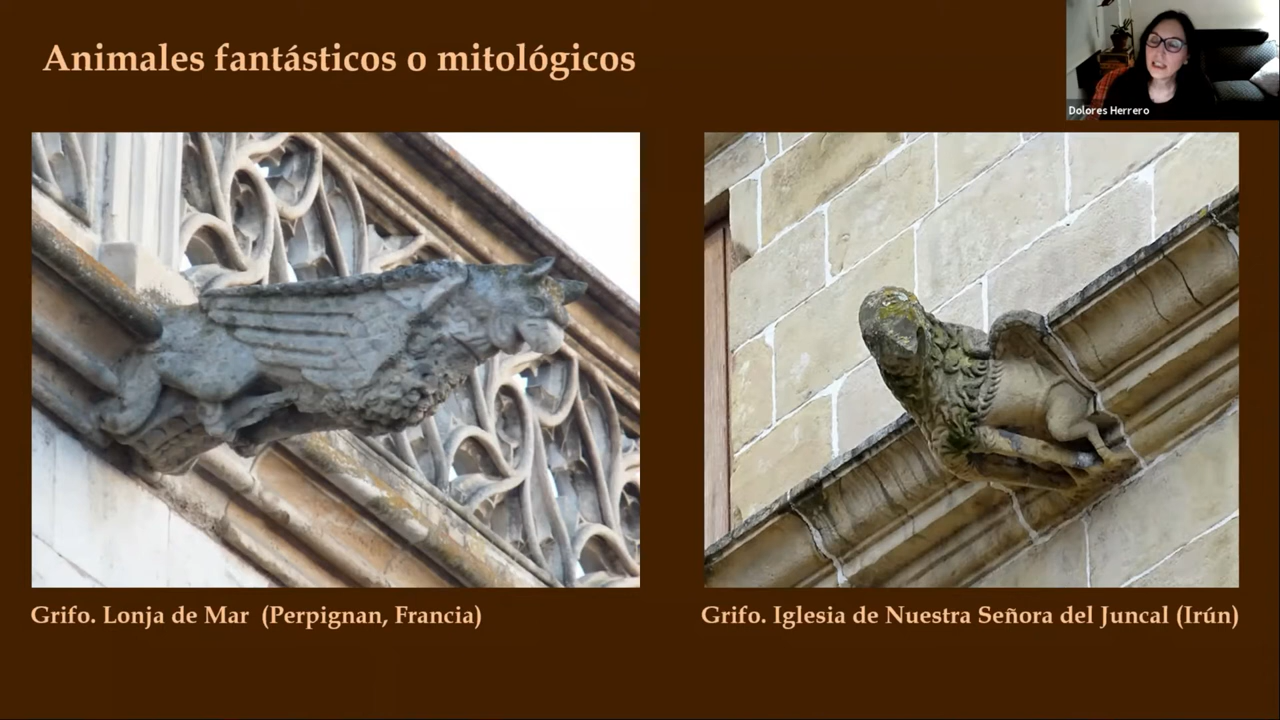 Animales fantásticos o mitológicos
Dolores Herrero
Grifo. Lonja de Mar (Perpignan, Francia)
Grifo. Iglesia de Nuestra Señora del Juncal (Irún)